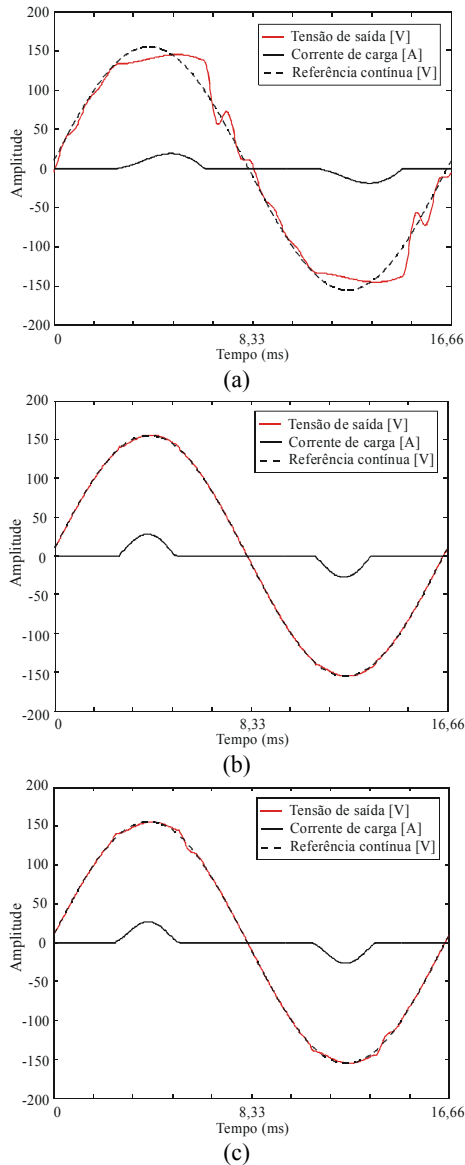 200
150
100
50
0
-50
-100
-150
-200
Amplitude
Tensão de saída [V]
Corrente de carga [A]
Referência contínua [V]
0
8,33
16,66
Tempo (ms)
(a)
200
150
100
50
0
-50
-100
-150
-200
Amplitude
Tensão de saída [V]
Corrente de carga [A]
Referência contínua [V]
0
8,33
16,66
Tempo (ms)
(b)
200
150
100
50
0
-50
-100
-150
-200
Amplitude
Tensão de saída [V]
Corrente de carga [A]
Referência contínua [V]
0
8,33
16,66
Tempo (ms)
(c)